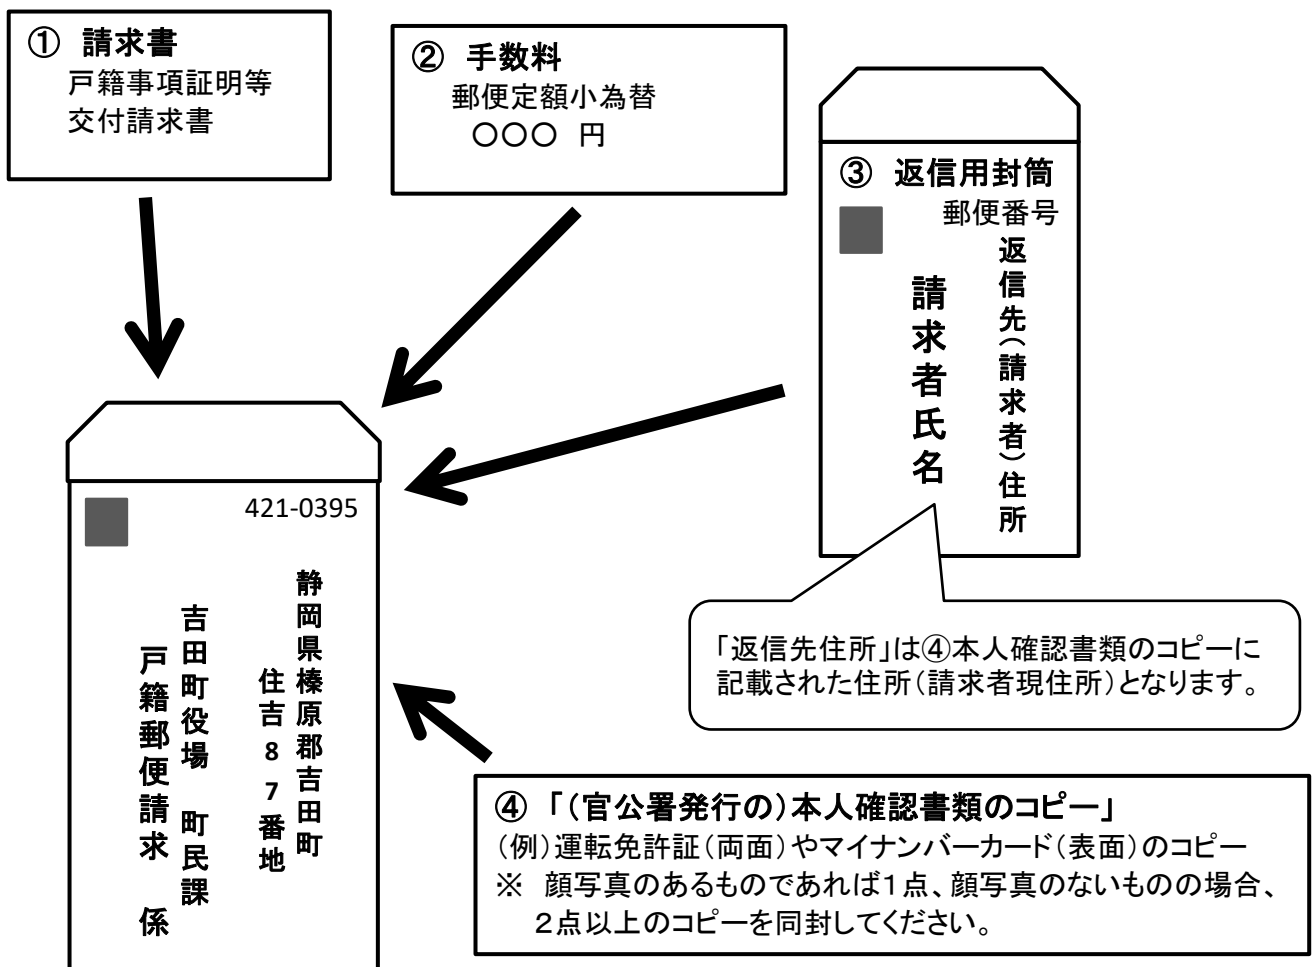 ① 請求書
戸籍事項証明等
交付請求書
② 手数料
郵便定額小為替
〇〇〇 円
③ 返信用封筒
郵便番号
返信先(請求者)住所
請求者氏名
421-0395
静岡県榛原郡吉田町
住吉87番地
吉田町役場 町民課
戸籍郵便請求 係
「返信先住所」は④本人確認書類のコピーに
記載された住所(請求者現住所)となります。
④ 「(官公署発行の)本人確認書類のコピー」
(例)運転免許証(両面)やマイナンバーカード(表面)のコピー
※ 顔写真のあるものであれば1点、顔写真のないものの場合、
2点以上のコピーを同封してください。